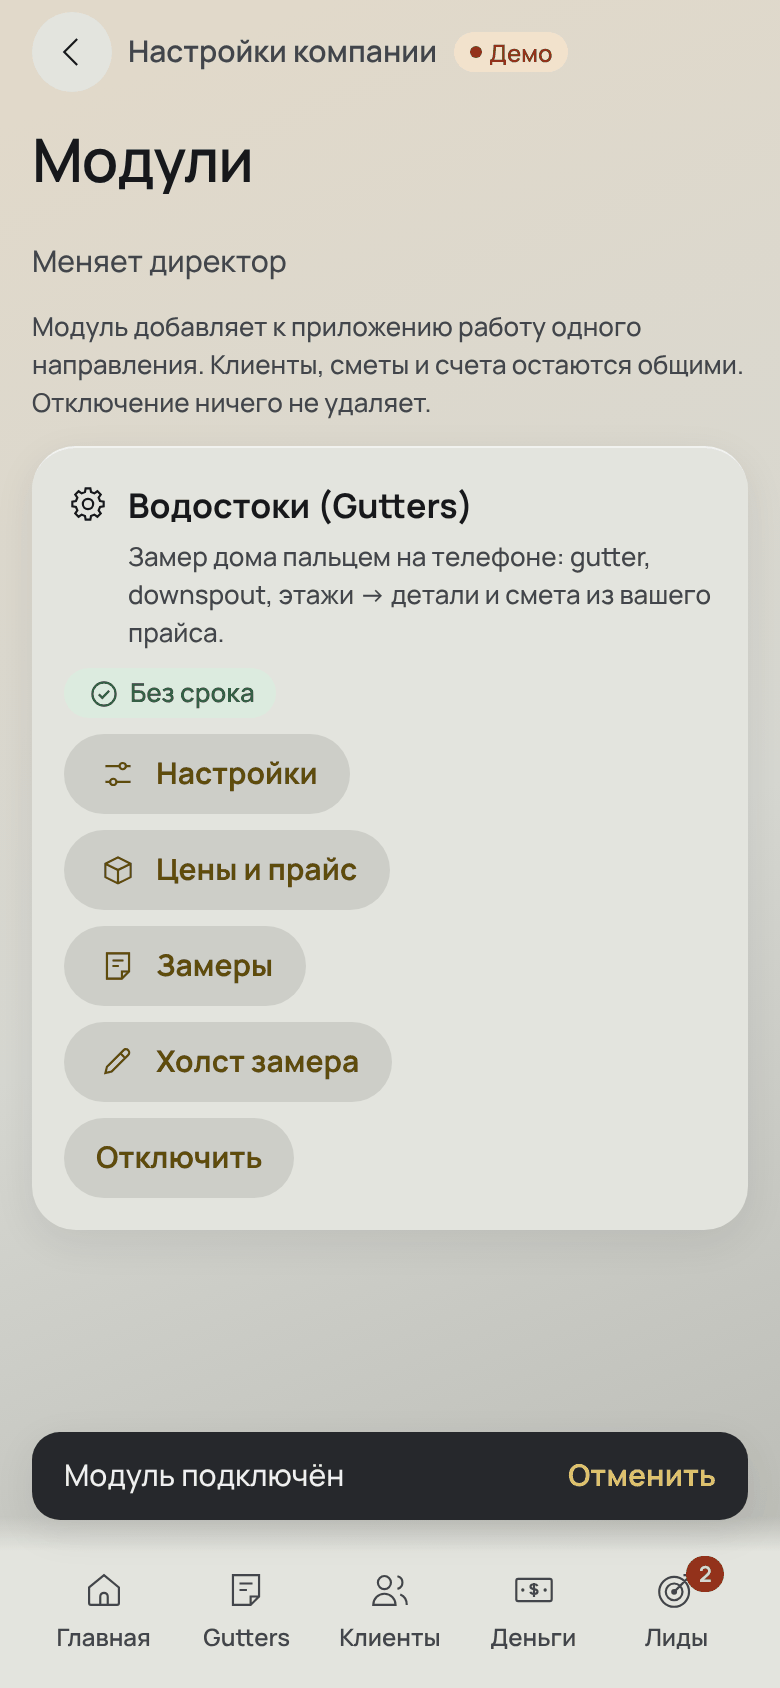 Настройки компании
Демо
Модули
Меняет директор
Модуль добавляет к приложению работу одного
направления. Клиенты, сметы и счета остаются общими.
Отключение ничего не удаляет.
Водостоки (Gutters)
Замер дома пальцем на телефоне: gutter,
downspout, этажи → детали и смета из вашего
прайса.
Без срока
Настройки
Цены и прайс
Замеры
Холст замера
Отключить
Модуль подключён
Отменить
2
Главная
Gutters
Клиенты
Деньги
Лиды